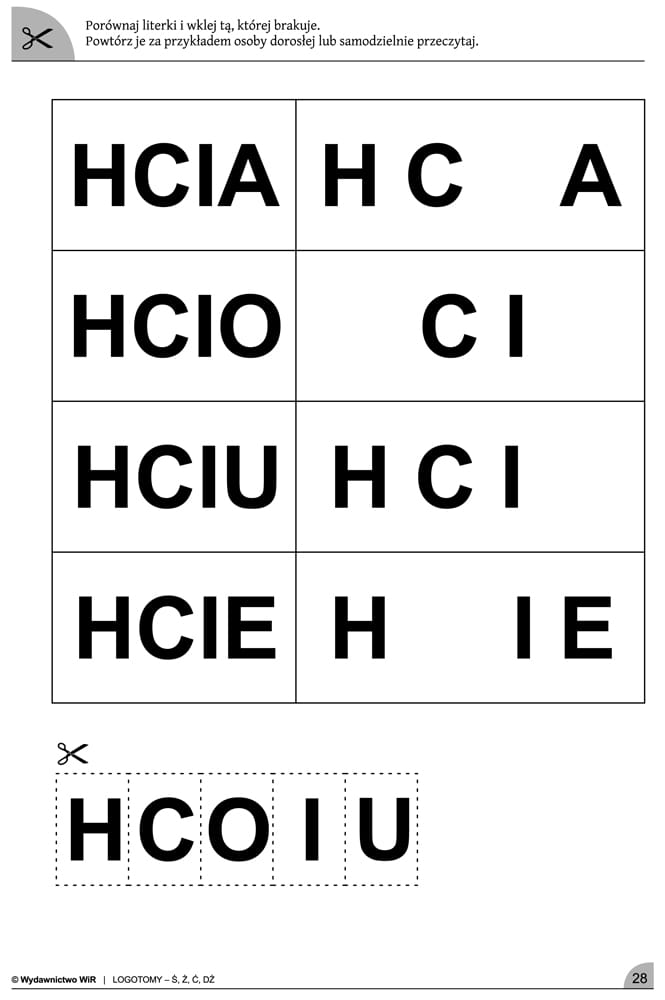 Porównaj literki i wklej tą, której brakuje.
Powtórz je za przykładem osoby dorosłej lub samodzielnie przeczytaj.
HCIA H C A
HCIO C I
HCIU H C I
HCIE H I E
H C O I U
© Wydawnictwo WiR | LOGOTOMY – Ś, Ź, Ć, DŹ
28